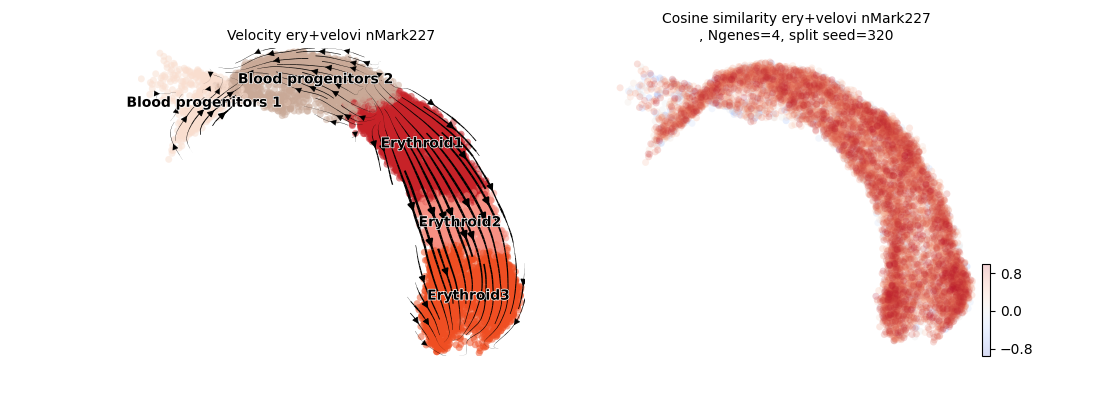 Velocity ery+velovi nMark227
Blood progenitors 2
Blood progenitors 1
Erythroid1
Erythroid2
Erythroid3
Cosine similarity ery+velovi nMark227
, Ngenes=4, split seed=320
0.8
0.0
−0.8